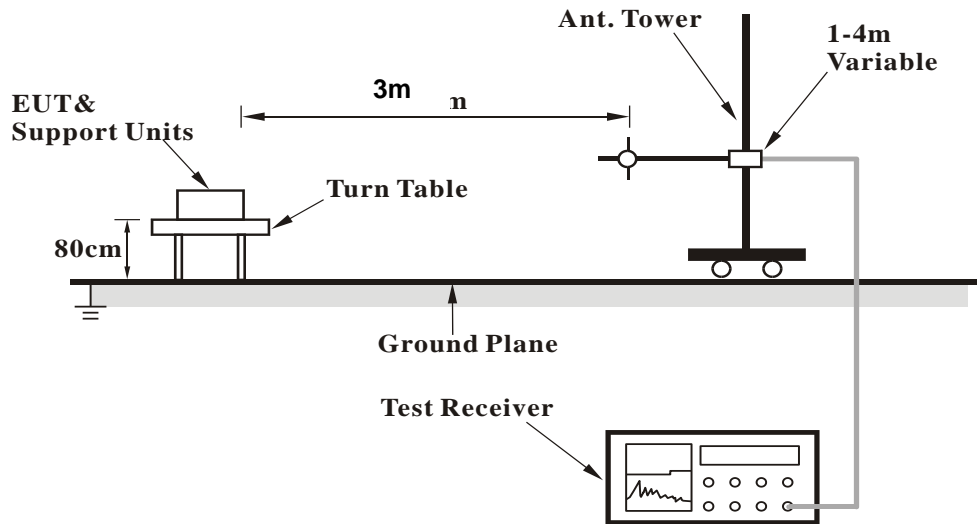 Ant. Tower
1-4m
Variable
3m
EUT&
Support Units
Turn Table
80cm
Ground Plane
Test Receiver